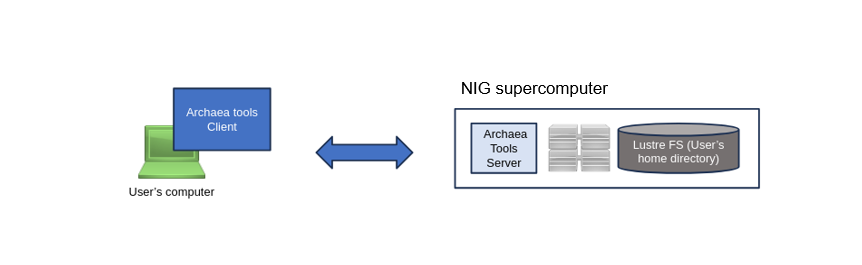 NIG supercomputer
Archaea tools
Client
User's computer
Archaea
Tools
Server
Lustre FS (User's
home directory)